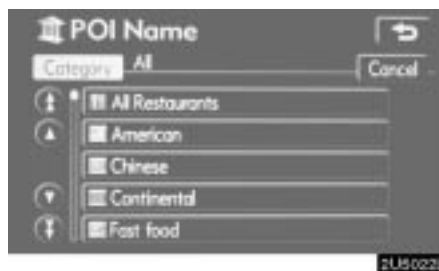 POI Name
Category All
Cancel
All Restaurants
American
Chinese
Continental
Fast food
2U5022